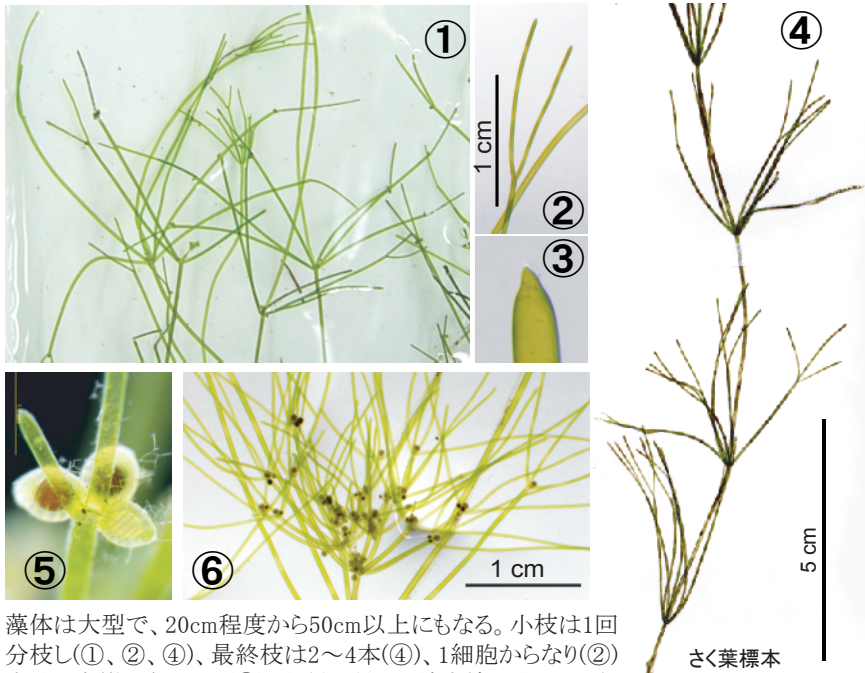 ①
②
③
④
⑤
⑥
1 cm
1 cm
5 cm
さく葉標本
藻体は大型で、20cm程度から50cm以上にもなる。小枝は1回
分枝し(①、②、④)、最終枝は2～4本(④)、1細胞からなり(②)